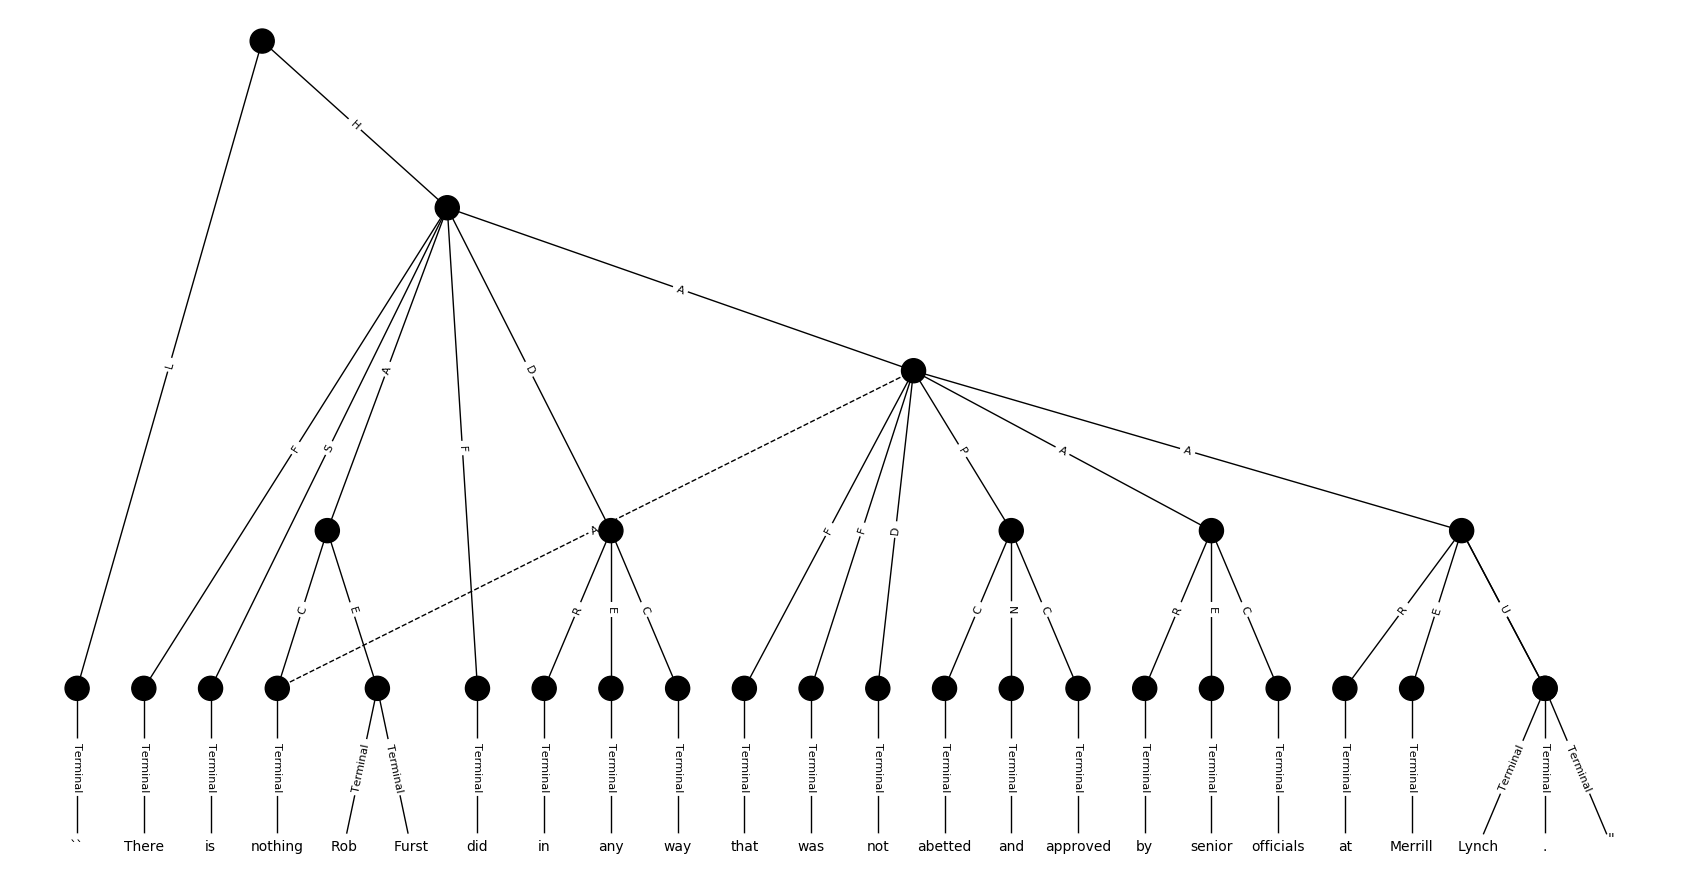 H
A
L
A
D
F
S
F
P
A
A
A
F
F
D
C
E
R
E
C
C
N
C
R
E
C
R
E
U
Terminal Terminal Terminal Terminal Terminal Terminal Terminal Terminal Terminal Terminal Terminal Terminal Terminal Terminal Terminal Terminal Terminal Terminal Terminal Terminal Terminal Terminal Terminal Terminal
`` There is nothing Rob Furst did in any way that was not abetted and approved by senior officials at Merrill Lynch . "